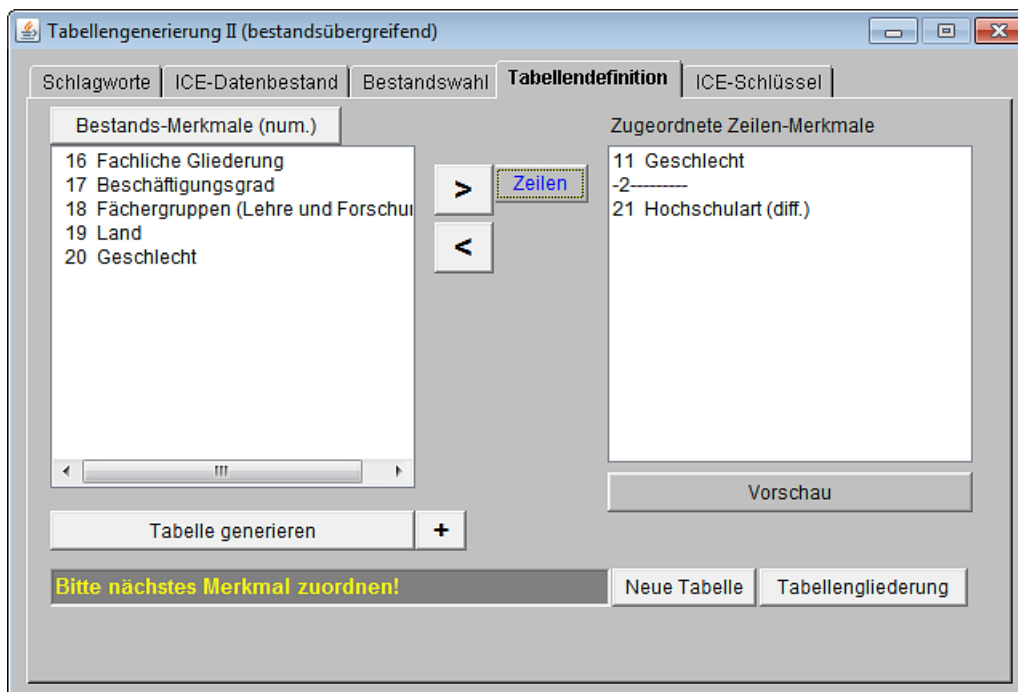 Tabellengenerierung II (bestandsübergreifend)
Schlagworte ICE-Datenbestand Bestandswahl Tabellendefinition ICE-Schlüssel
Bestands-Merkmale (num.)
Zugeordnete Zeilen-Merkmale
16 Fachliche Gliederung
17 Beschäftigungsgrad
18 Fächergruppen (Lehre und Forschu
19 Land
20 Geschlecht
> Zeilen
<
11 Geschlecht
-2---------
21 Hochschulart (diff.)
Vorschau
Tabelle generieren +
Bitte nächstes Merkmal zuordnen! Neue Tabelle Tabellengliederung